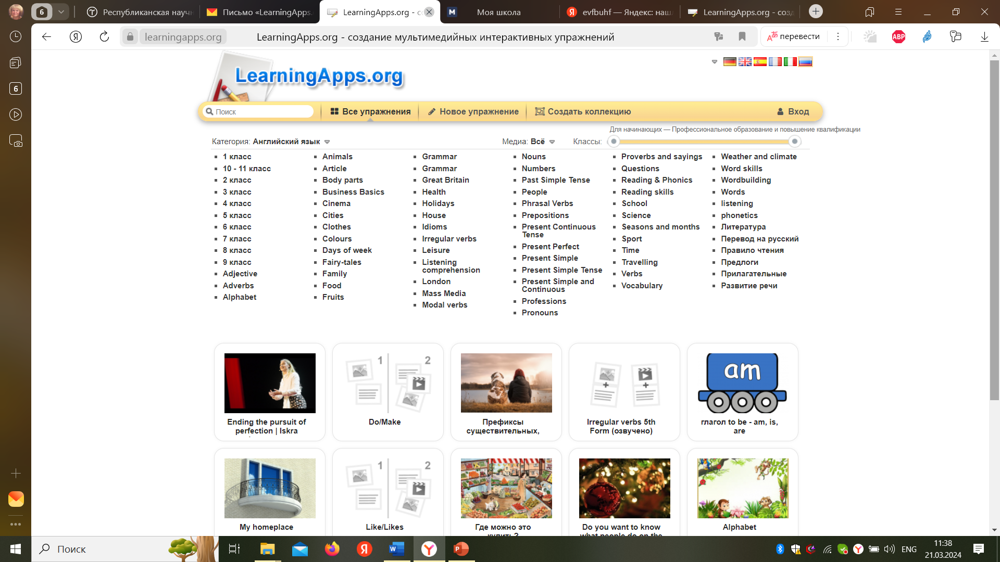 6
Республиканская научн
Письмо «LearningApps.
LearningApps.org - со
Моя школа
evfbuhf — Яндекс: наш
LearningApps.org - созд
learningapps.org
LearningApps.org - создание мультимедийных интерактивных упражнений
перевести
ABP
6
LearningApps.org
Поиск
Все упражнения
Новое упражнение
Создать коллекцию
Вход
Для начинающих — Профессиональное образование и повышение квалификации
Категория: Английский язык
Медиа: Всё
Классы:
1 класс
10 - 11 класс
2 класс
3 класс
4 класс
5 класс
6 класс
7 класс
8 класс
9 класс
Adjective
Adverbs
Alphabet
Animals
Article
Body parts
Business Basics
Cinema
Cities
Clothes
Colours
Days of week
Fairy-tales
Family
Food
Fruits
Grammar
Grammar
Great Britain
Health
Holidays
House
Idioms
Irregular verbs
Leisure
Listening
comprehension
London
Mass Media
Modal verbs
Nouns
Numbers
Past Simple Tense
People
Phrasal Verbs
Prepositions
Present Continuous
Tense
Present Perfect
Present Simple
Present Simple Tense
Present Simple and
Continuous
Professions
Pronouns
Proverbs and sayings
Questions
Reading & Phonics
Reading skills
School
Science
Seasons and months
Sport
Time
Travelling
Verbs
Vocabulary
Weather and climate
Word skills
Wordbuilding
Words
listening
phonetics
Литература
Перевод на русский
Правило чтения
Предлоги
Прилагательные
Развитие речи
Ending the pursuit of
perfection | Iskra
1 2
Do/Make
Префиксы
существительных,
Irregular verbs 5th
Form (озвучено)
am
глагол to be - am, is,
are
My homeplace
1 2
Like/Likes
Где можно это
купить?
Do you want to know
what people do on the
Alphabet
Поиск
ENG
11:38
21.03.2024